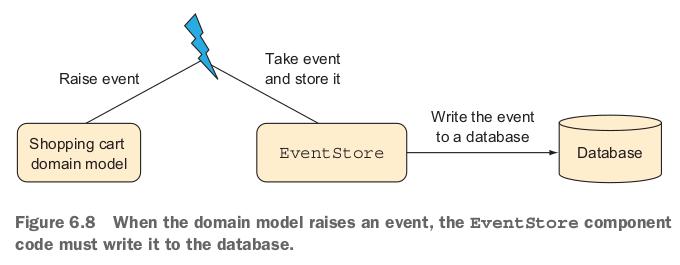 Raise event
Take event
and store it
Shopping cart
domain model
EventStore
Write the event
to a database
Database
Figure 6.8 When the domain model raises an event, the EventStore component
code must write it to the database.